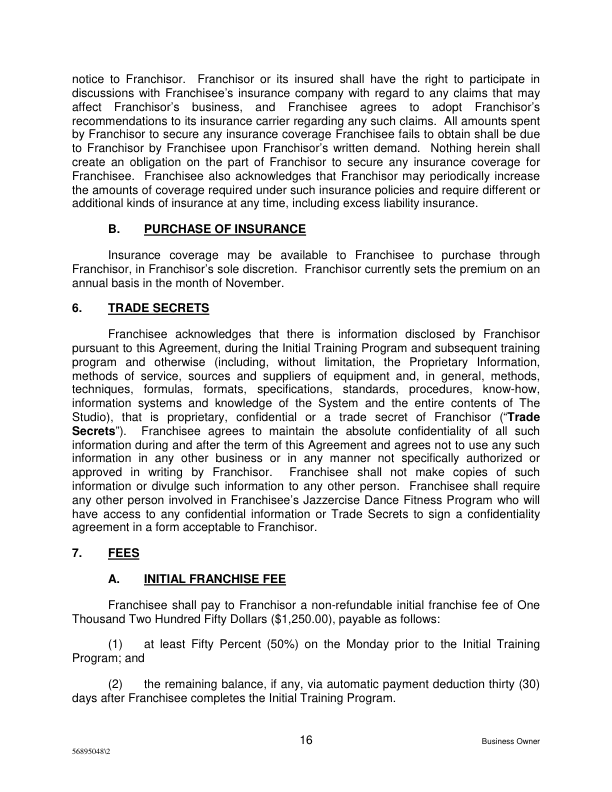 notice to Franchisor. Franchisor or its insured shall have the right to participate in
discussions with Franchisee's insurance company with regard to any claims that may
affect Franchisor's business, and Franchisee agrees to adopt Franchisor's
recommendations to its insurance carrier regarding any such claims. All amounts spent
by Franchisor to secure any insurance coverage Franchisee fails to obtain shall be due
to Franchisor by Franchisee upon Franchisor's written demand. Nothing herein shall
create an obligation on the part of Franchisor to secure any insurance coverage for
Franchisee. Franchisee also acknowledges that Franchisor may periodically increase
the amounts of coverage required under such insurance policies and require different or
additional kinds of insurance at any time, including excess liability insurance.
B. PURCHASE OF INSURANCE
Insurance coverage may be available to Franchisee to purchase through
Franchisor, in Franchisor's sole discretion. Franchisor currently sets the premium on an
annual basis in the month of November.
6. TRADE SECRETS
Franchisee acknowledges that there is information disclosed by Franchisor
pursuant to this Agreement, during the Initial Training Program and subsequent training
program and otherwise (including, without limitation, the Proprietary Information,
methods of service, sources and suppliers of equipment and, in general, methods,
techniques, formulas, formats, specifications, standards, procedures, know-how,
information systems and knowledge of the System and the entire contents of The
Studio), that is proprietary, confidential or a trade secret of Franchisor ("Trade
Secrets"). Franchisee agrees to maintain the absolute confidentiality of all such
information during and after the term of this Agreement and agrees not to use any such
information in any other business or in any manner not specifically authorized or
approved in writing by Franchisor. Franchisee shall not make copies of such
information or divulge such information to any other person. Franchisee shall require
any other person involved in Franchisee's Jazzercise Dance Fitness Program who will
have access to any confidential information or Trade Secrets to sign a confidentiality
agreement in a form acceptable to Franchisor.
7. FEES
A. INITIAL FRANCHISE FEE
Franchisee shall pay to Franchisor a non-refundable initial franchise fee of One
Thousand Two Hundred Fifty Dollars ($1,250.00), payable as follows:
(1) at least Fifty Percent (50%) on the Monday prior to the Initial Training
Program; and
(2) the remaining balance, if any, via automatic payment deduction thirty (30)
days after Franchisee completes the Initial Training Program.
16
Business Owner
56895048\2